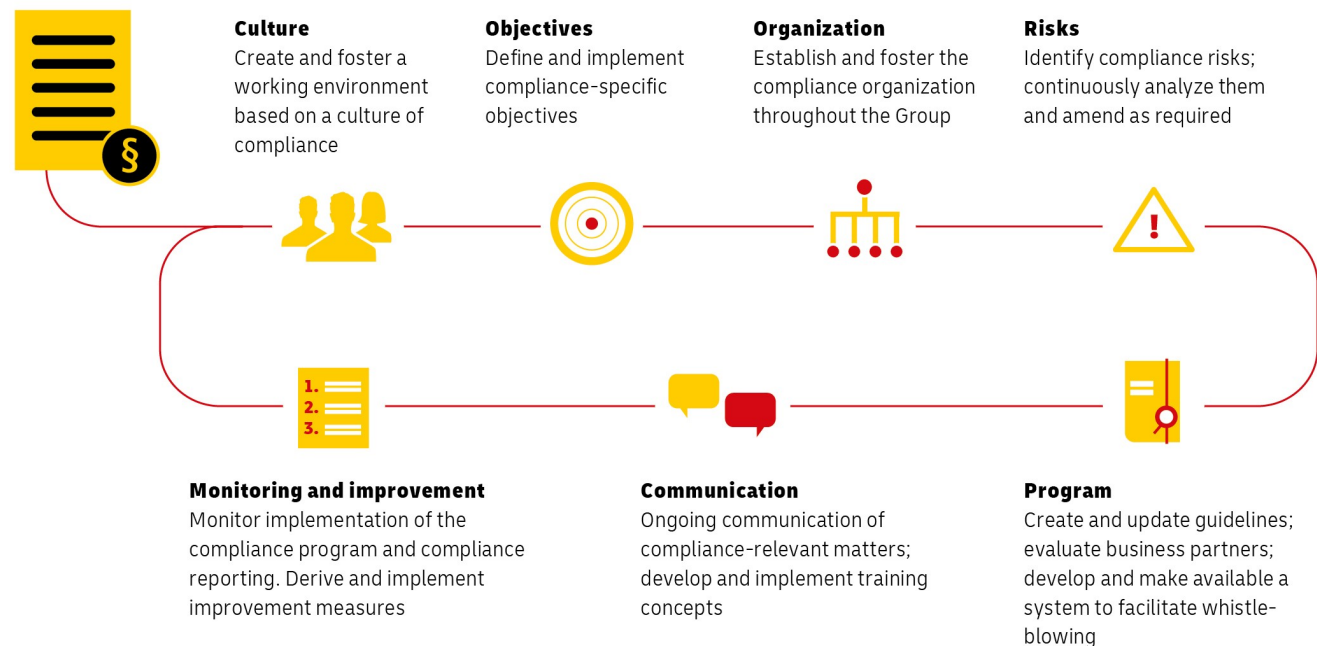 §
Culture
Create and foster a
working environment
based on a culture of
compliance
Objectives
Define and implement
compliance-specific
objectives
Organization
Establish and foster the
compliance organization
throughout the Group
Risks
Identify compliance risks;
continuously analyze them
and amend as required
!
1.
2.
3.
Monitoring and improvement
Monitor implementation of the
compliance program and compliance
reporting. Derive and implement
improvement measures
Communication
Ongoing communication of
compliance-relevant matters;
develop and implement training
concepts
Program
Create and update guidelines;
evaluate business partners;
develop and make available a
system to facilitate whistle-
blowing